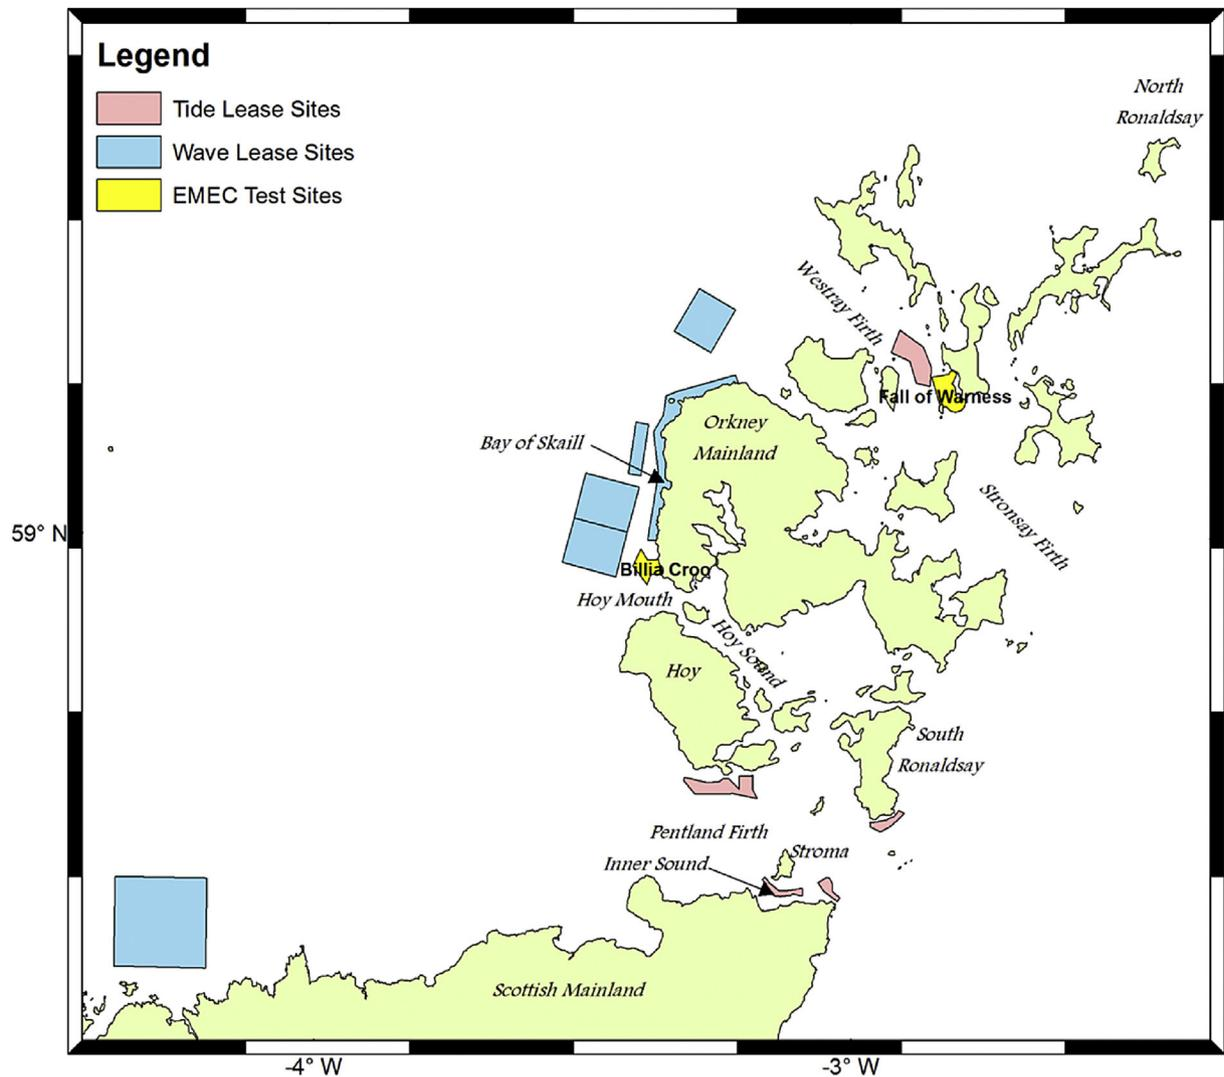 Legend
Tide Lease Sites
Wave Lease Sites
EMEC Test Sites
North
Ronaldsay
Westray Firth
Fall of Warness
Orkney
Mainland
Bay of Skaill
Stronsay Firth
59° N
Billia Croo
Hoy Mouth
Hoy Sound
Hoy
South
Ronaldsay
Pentland Firth
Stroma
Inner Sound
Scottish Mainland
-4° W
-3° W